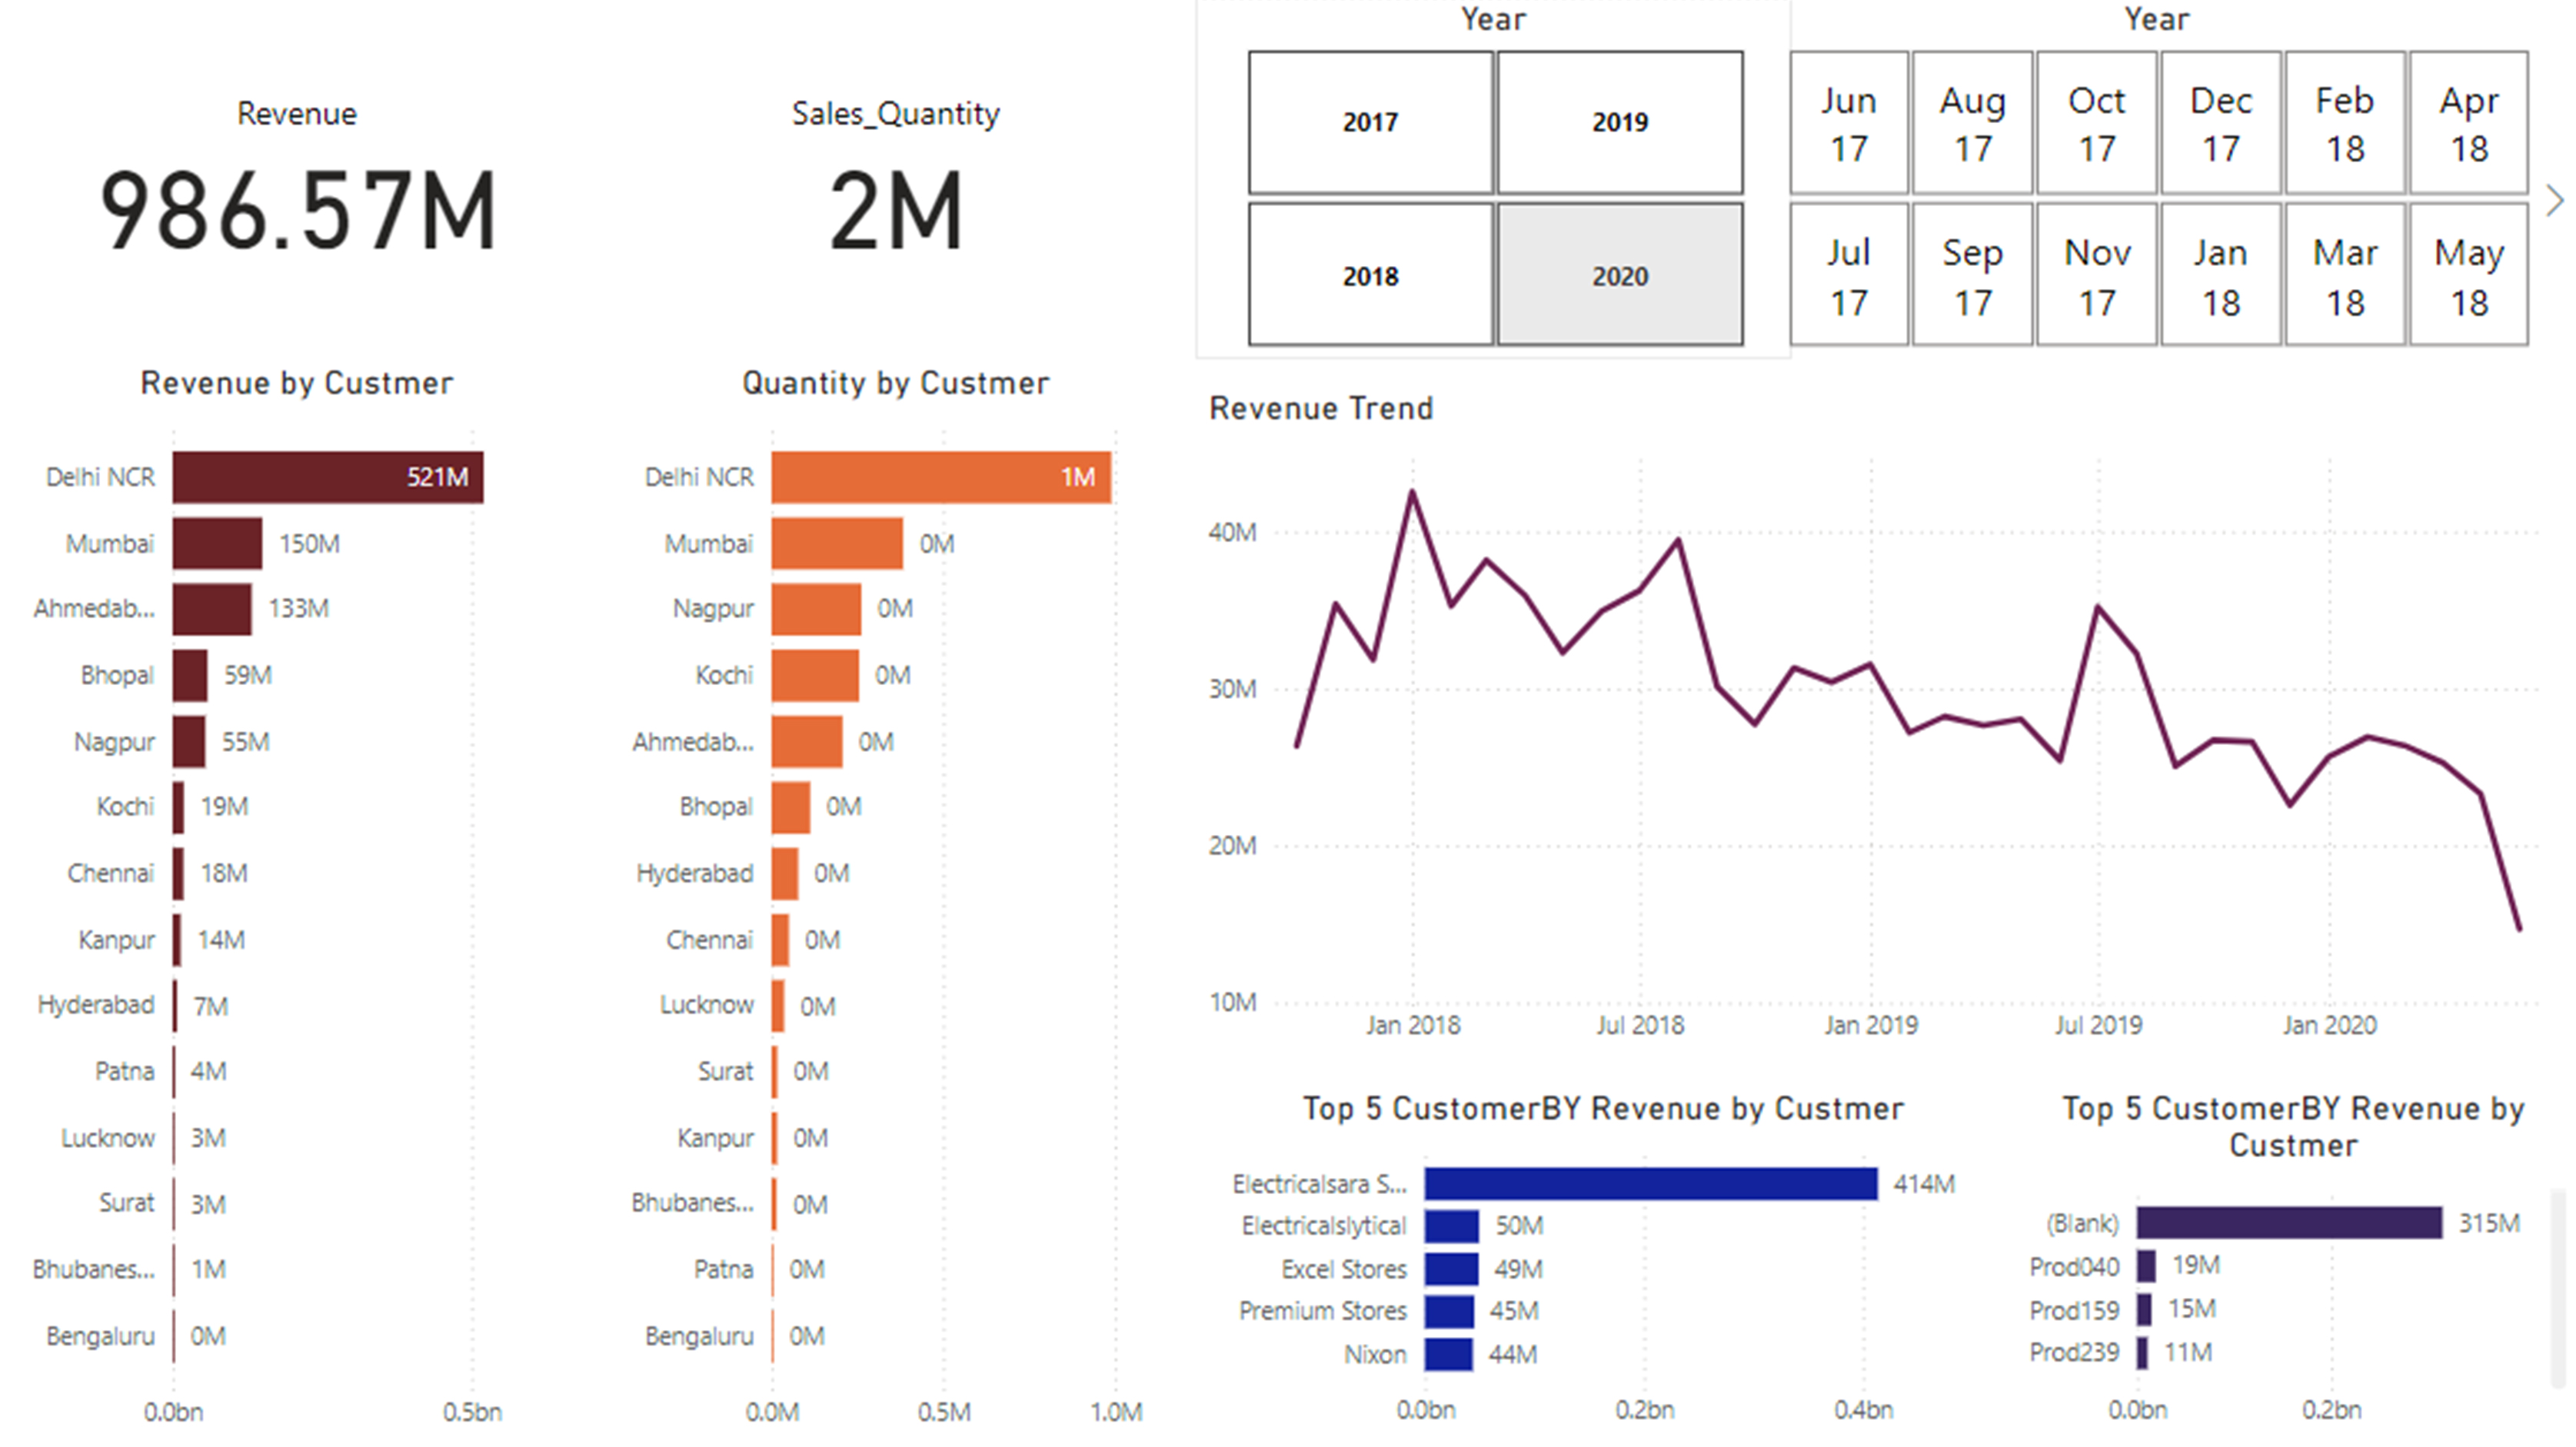 Revenue
986.57M
Sales_Quantity
2M
Year
2017
2019
2018
2020
Year
Jun
17
Aug
17
Oct
17
Dec
17
Feb
18
Apr
18
Jul
17
Sep
17
Nov
17
Jan
18
Mar
18
May
18
Revenue by Custmer
Delhi NCR 521M
Mumbai 150M
Ahmedab... 133M
Bhopal 59M
Nagpur 55M
Kochi 19M
Chennai 18M
Kanpur 14M
Hyderabad 7M
Patna 4M
Lucknow 3M
Surat 3M
Bhubanes... 1M
Bengaluru 0M
0.0bn 0.5bn
Quantity by Custmer
Delhi NCR 1M
Mumbai 0M
Nagpur 0M
Kochi 0M
Ahmedab... 0M
Bhopal 0M
Hyderabad 0M
Chennai 0M
Lucknow 0M
Surat 0M
Kanpur 0M
Bhubanes... 0M
Patna 0M
Bengaluru 0M
0.0M 0.5M 1.0M
Revenue Trend
40M
30M
20M
10M
Jan 2018 Jul 2018 Jan 2019 Jul 2019 Jan 2020
Top 5 CustomerBY Revenue by Custmer
Electricalsara S... 414M
Electricalslytical 50M
Excel Stores 49M
Premium Stores 45M
Nixon 44M
0.0bn 0.2bn 0.4bn
Top 5 CustomerBY Revenue by
Custmer
(Blank) 315M
Prod040 19M
Prod159 15M
Prod239 11M
0.0bn 0.2bn